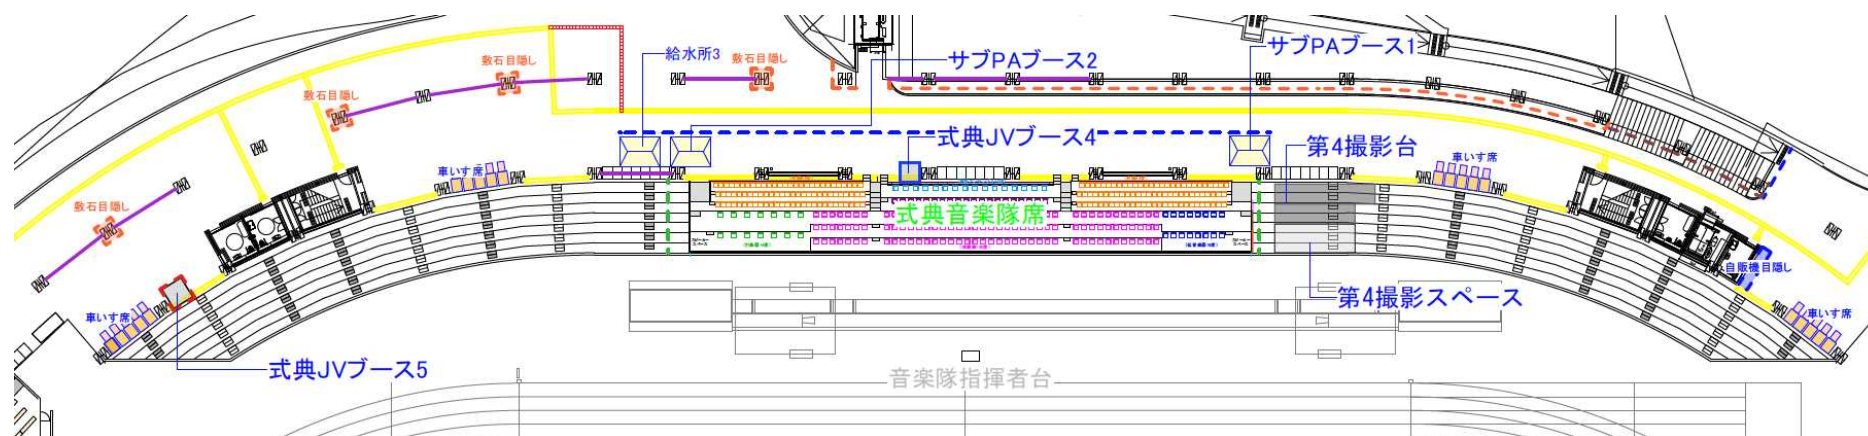 サブPAブース1
給水所3
敷石目隠し
敷石目隠し
サブPAブース2
敷石目隠し
式典JVブース4
第4撮影台
車いす席
車いす席
敷石目隠し
式典音楽隊席
自販機目隠し
第4撮影スペース
車いす席
車いす席
式典JVブース5
音楽隊指揮者台